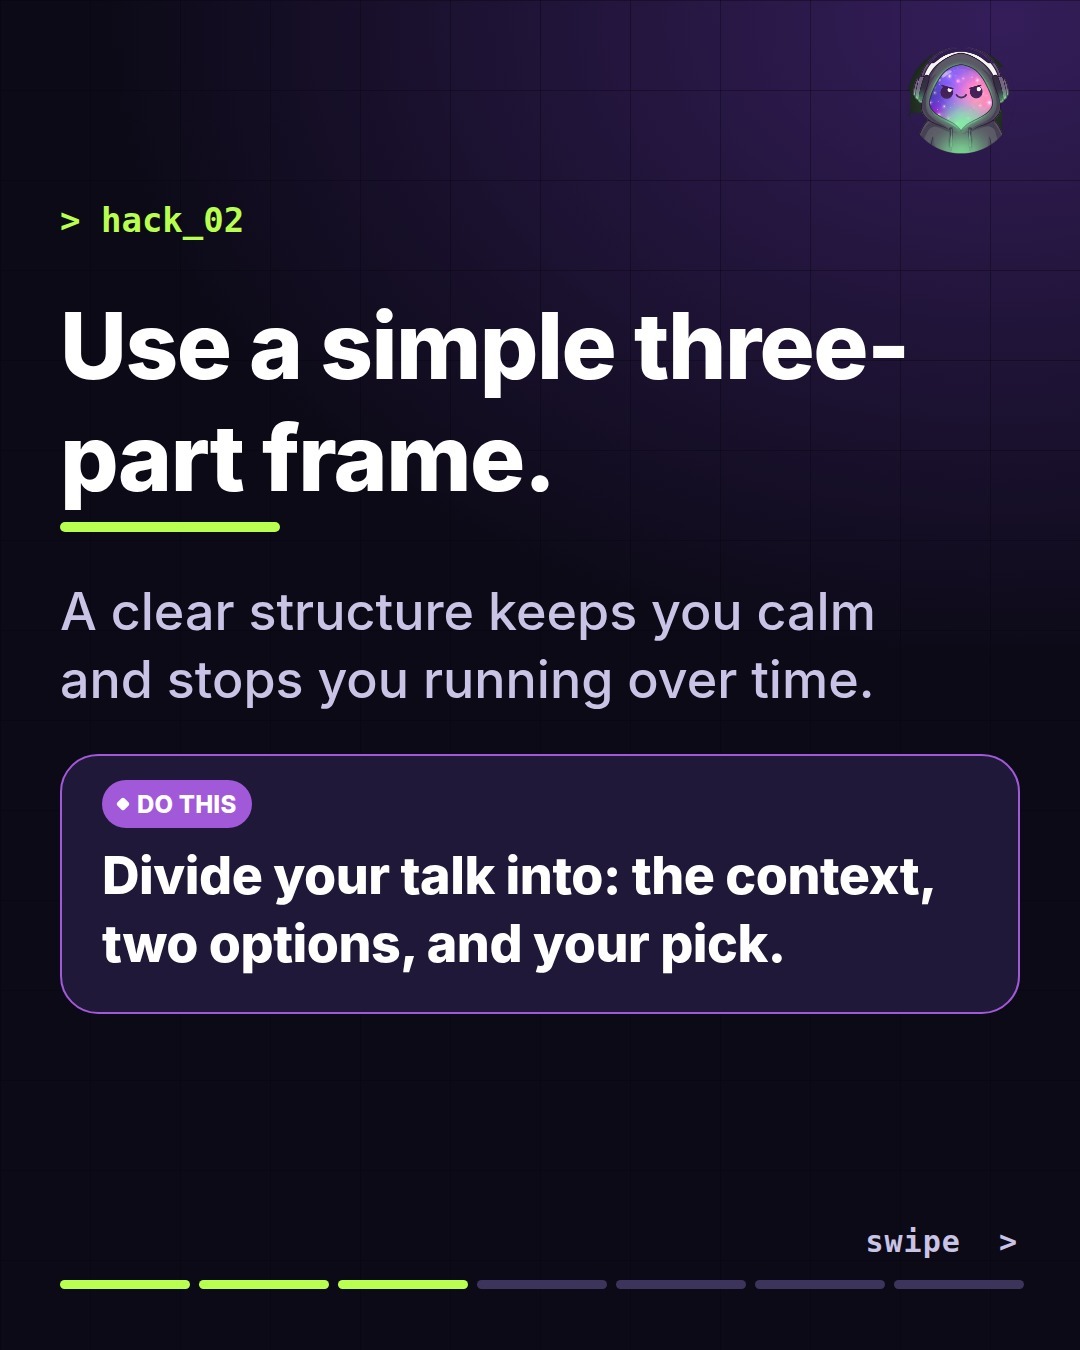 > hack_02
Use a simple three-
part frame.
A clear structure keeps you calm
and stops you running over time.
DO THIS
Divide your talk into: the context,
two options, and your pick.
swipe >